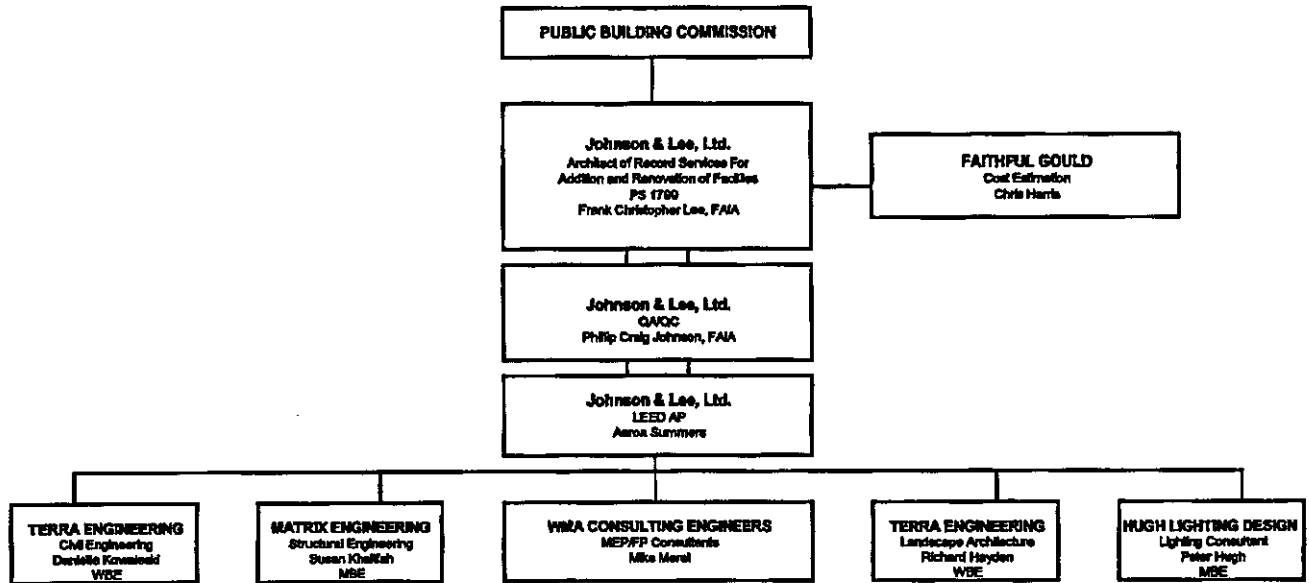 PUBLIC BUILDING COMMISSION
Johnson & Lee, Ltd.
Architect of Record Services For
Addition and Renovation of Facilities
PS 1799
Frank Christopher Lee, FAIA
FAITHFUL GOULD
Cost Estimation
Chris Harris
Johnson & Lee, Ltd.
QA/QC
Phillip Craig Johnson, FAIA
Johnson & Lee, Ltd.
LEED AP
Aaron Summers
TERRA ENGINEERING
Civil Engineering
Danielle Kowalski
WBE
MATRIX ENGINEERING
Structural Engineering
Susan
MBE
WMA CONSULTING ENGINEERS
MEP/FP Consultants
Mike
TERRA ENGINEERING
Landscape Architecture
Richard Hayden
WBE
HUGH LIGHTING DESIGN
Lighting Consultant
Peter Hugh
MBE